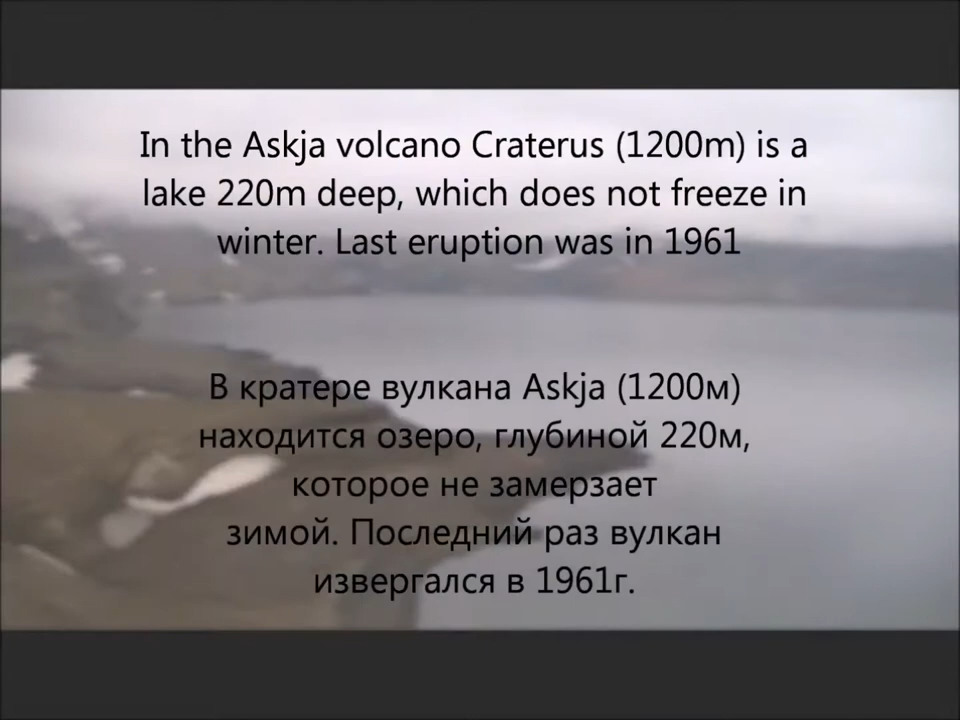 In the Askja volcano Craterus (1200m) is a
lake 220m deep, which does not freeze in
winter. Last eruption was in 1961
В кратере вулкана Askja (1200м)
находится озеро, глубиной 220м,
которое не замерзает
зимой. Последний раз вулкан
извергался в 1961г.